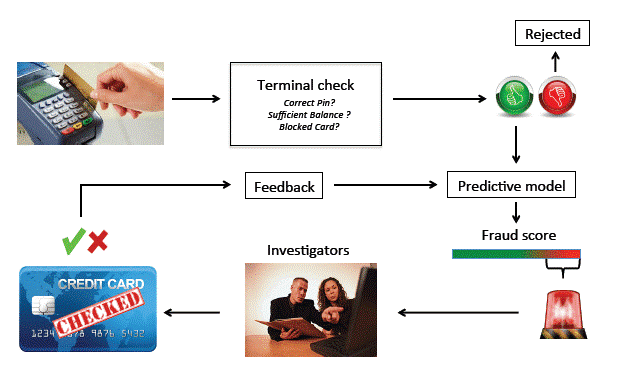 Rejected
Terminal check
Correct Pin?
Sufficient Balance ?
Blocked Card?
Feedback
Predictive model
Fraud score
Investigators
CREDIT CARD
CHECKED